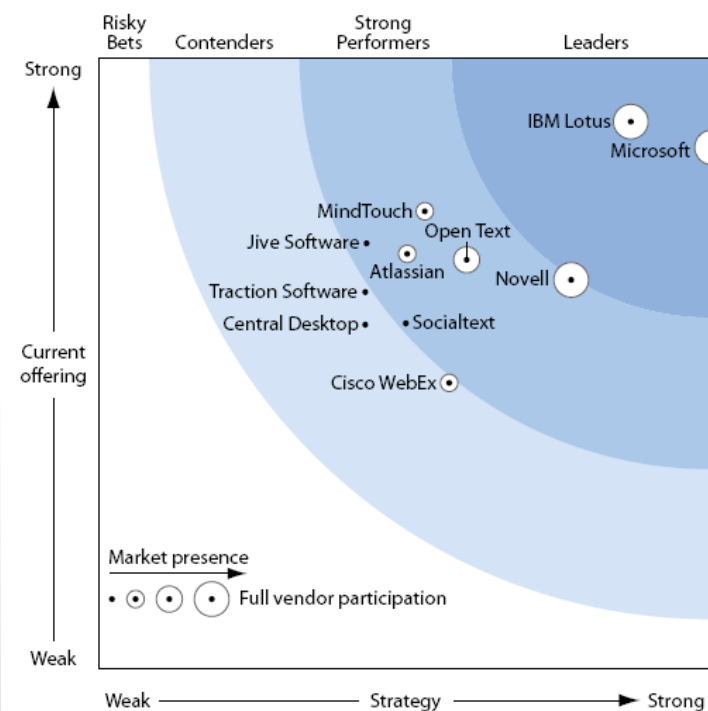 Risky
Bets
Contenders
Strong
Performers
Leaders
Strong
IBM Lotus
Microsoft
MindTouch
Open Text
Jive Software
Atlassian
Novell
Traction Software
Central Desktop
Socialtext
Current
offering
Cisco WebEx
Market presence
Full vendor participation
Weak
Weak
Strategy
Strong